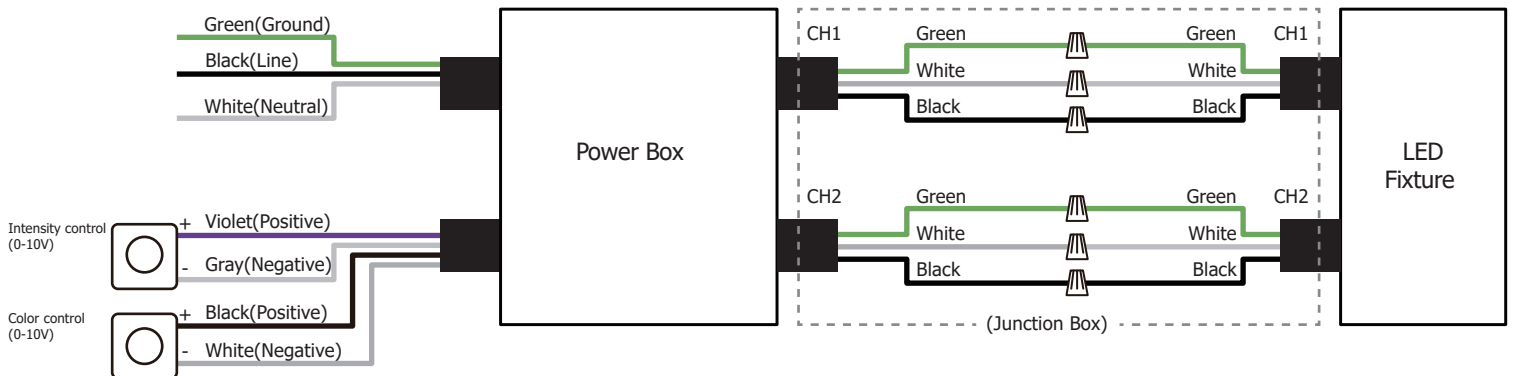 Green(Ground)
Black(Line)
White(Neutral)
Intensity control
(0-10V)
+ Violet(Positive)
- Gray(Negative)
Color control
(0-10V)
+ Black(Positive)
- White(Negative)
Power Box
CH1 Green Green CH1
White White
Black Black
CH2 Green Green CH2
White White
Black Black
(Junction Box)
LED
Fixture